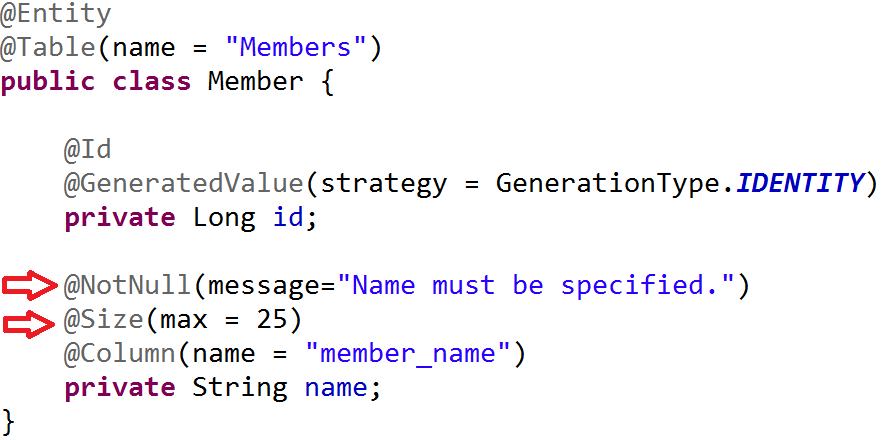 @Entity
@Table(name = "Members")
public class Member {
@Id
@GeneratedValue(strategy = GenerationType.IDENTITY)
private Long id;
@NotNull(message="Name must be specified.")
@Size(max = 25)
@Column(name = "member_name")
private String name;
}